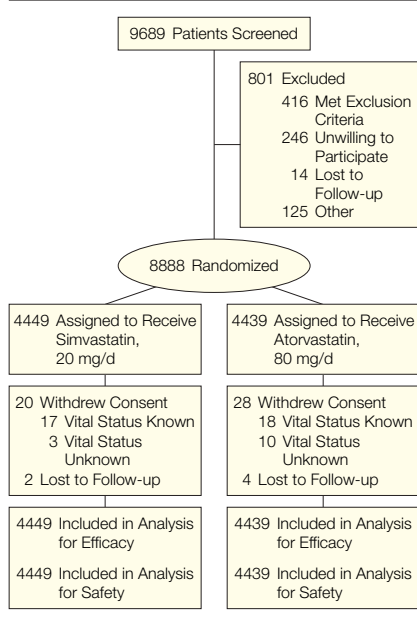 9689 Patients Screened
801 Excluded
416 Met Exclusion
Criteria
246 Unwilling to
Participate
14 Lost to
Follow-up
125 Other
8888 Randomized
4449 Assigned to Receive
Simvastatin,
20 mg/d
4439 Assigned to Receive
Atorvastatin,
80 mg/d
20 Withdrew Consent
17 Vital Status Known
3 Vital Status
Unknown
2 Lost to Follow-up
28 Withdrew Consent
18 Vital Status Known
10 Vital Status
Unknown
4 Lost to Follow-up
4449 Included in Analysis
for Efficacy
4449 Included in Analysis
for Safety
4439 Included in Analysis
for Efficacy
4439 Included in Analysis
for Safety